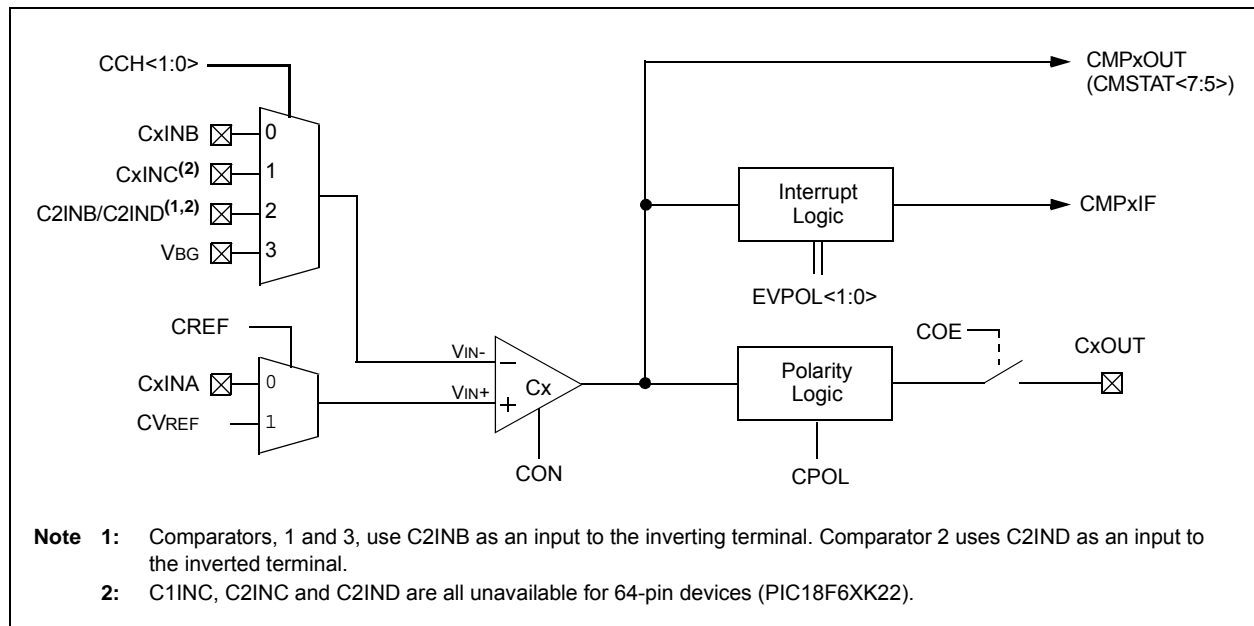 CCH<1:0>
CxINB
0
CxINC(2)
1
C2INB/C2IND(1,2)
2
VBG
3
CREF
CxINA
0
CVREF
1
VIN-
VIN+
−
+
Cx
CON
CMPxOUT
(CMSTAT<7:5>)
Interrupt
Logic
CMPxIF
EVPOL<1:0>
Polarity
Logic
CPOL
COE
CxOUT
Note 1: Comparators, 1 and 3, use C2INB as an input to the inverting terminal. Comparator 2 uses C2IND as an input to
the inverted terminal.
2: C1INC, C2INC and C2IND are all unavailable for 64-pin devices (PIC18F6XK22).